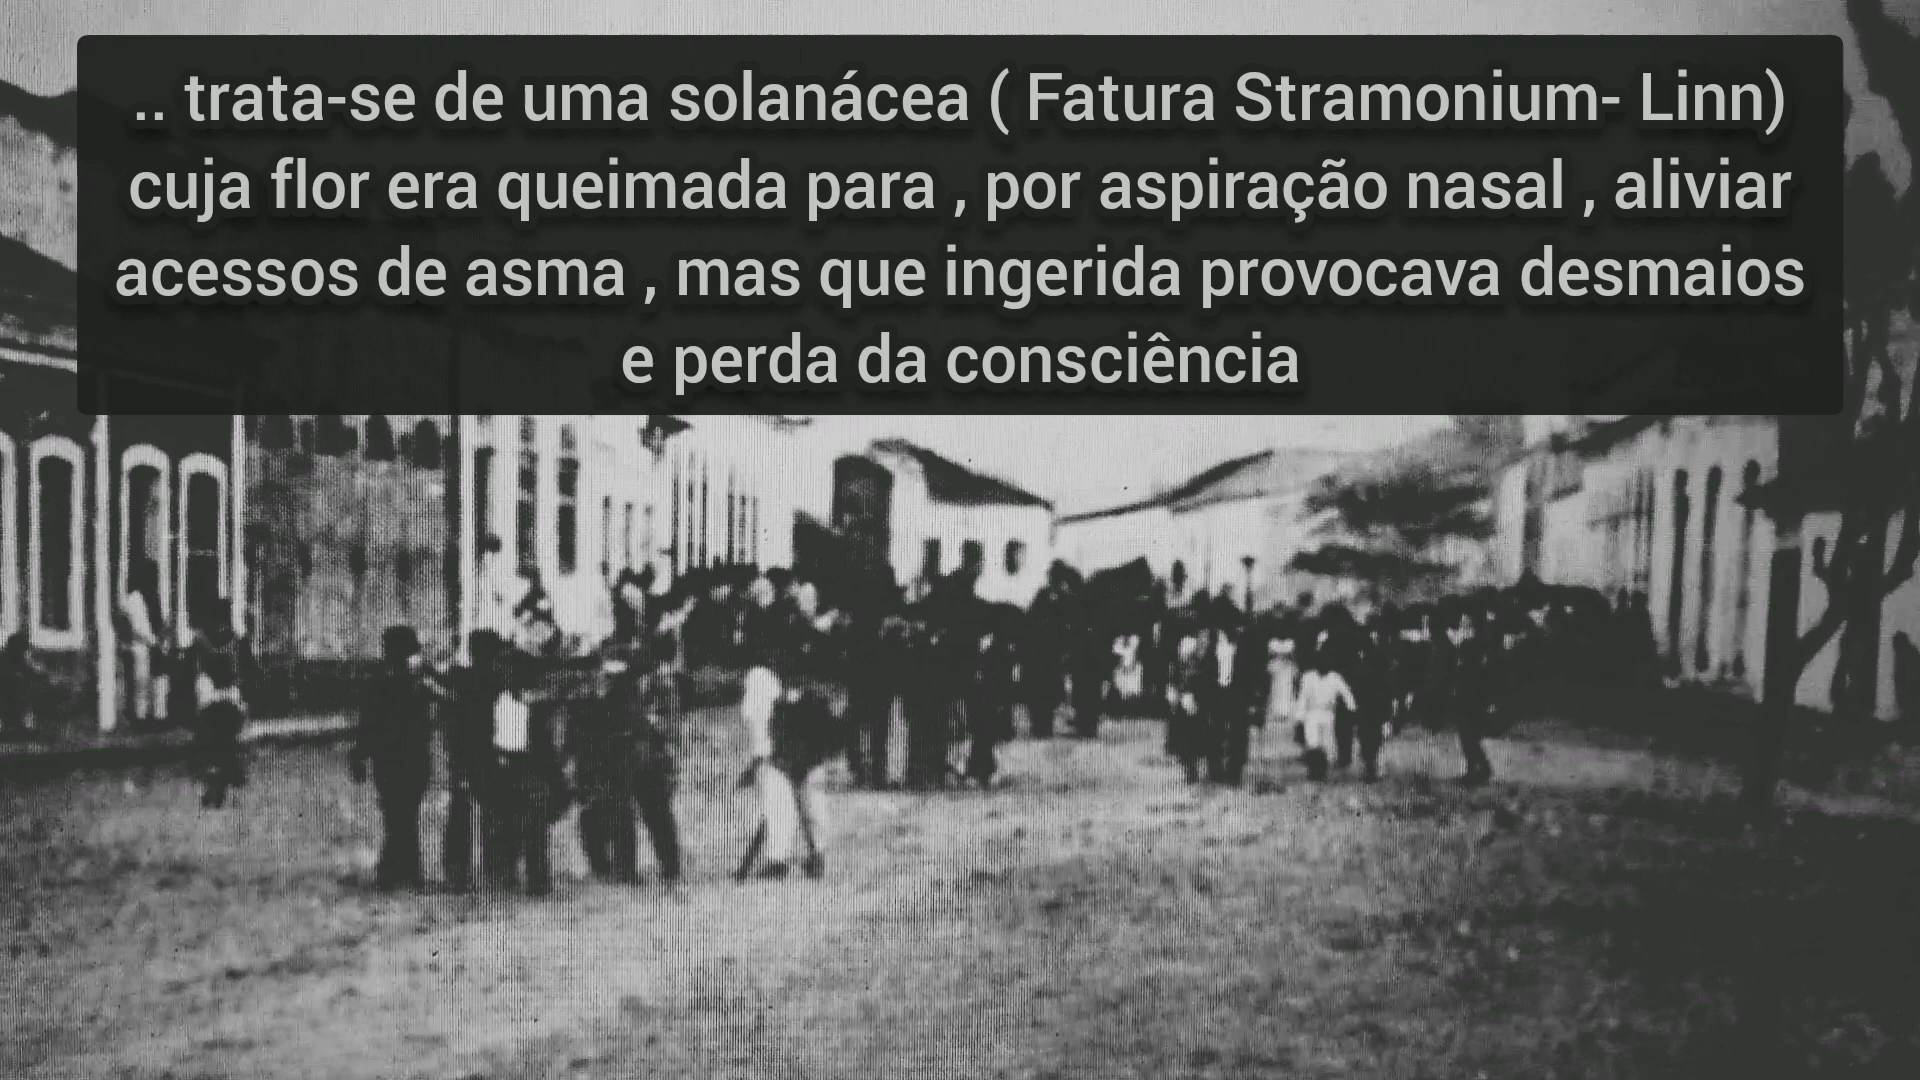 .. trata-se de uma solanácea ( Fatura Stramonium- Linn)
cuja flor era queimada para , por aspiração nasal , aliviar
acessos de asma , mas que ingerida provocava desmaios
e perda da consciência